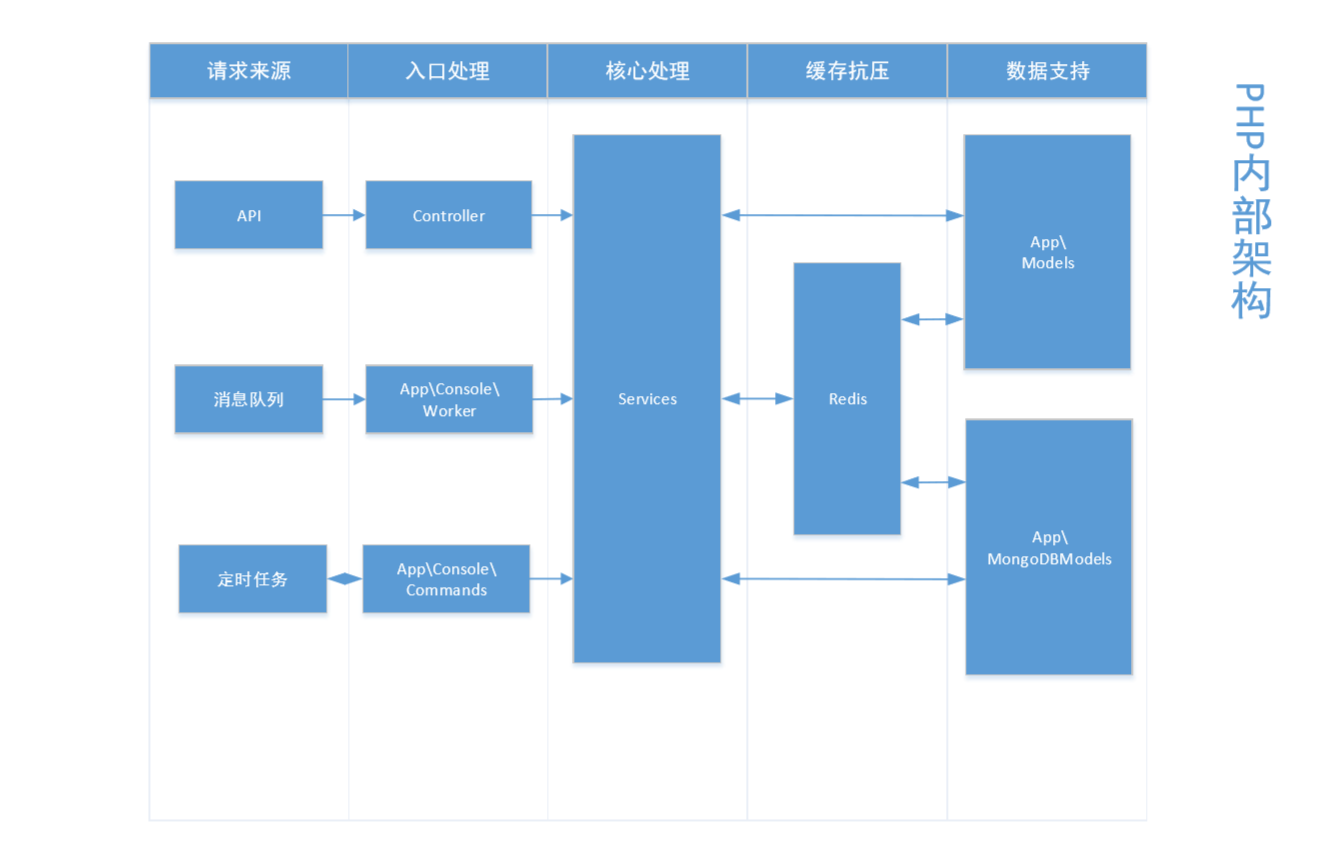 请求来源
入口处理
核心处理
缓存抗压
数据支持
PHP内部架构
API
Controller
App\
Models
消息队列
App\Console\
Worker
Services
Redis
定时任务
App\Console\
Commands
App\
MongoDBModels